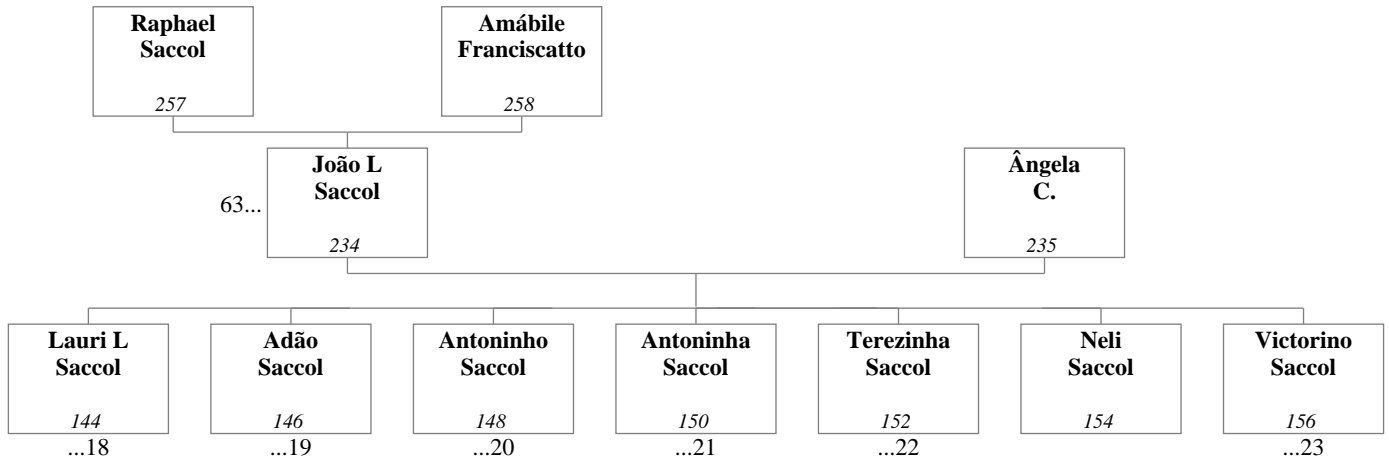 Raphael
Saccol
257
Amábile
Franciscatto
258
João L
Saccol
63...
234
Ângela
C.
235
Lauri L
Saccol
144
...18
Adão
Saccol
146
...19
Antoninho
Saccol
148
...20
Antoninha
Saccol
150
...21
Terezinha
Saccol
152
...22
Neli
Saccol
154
Victorino
Saccol
156
...23